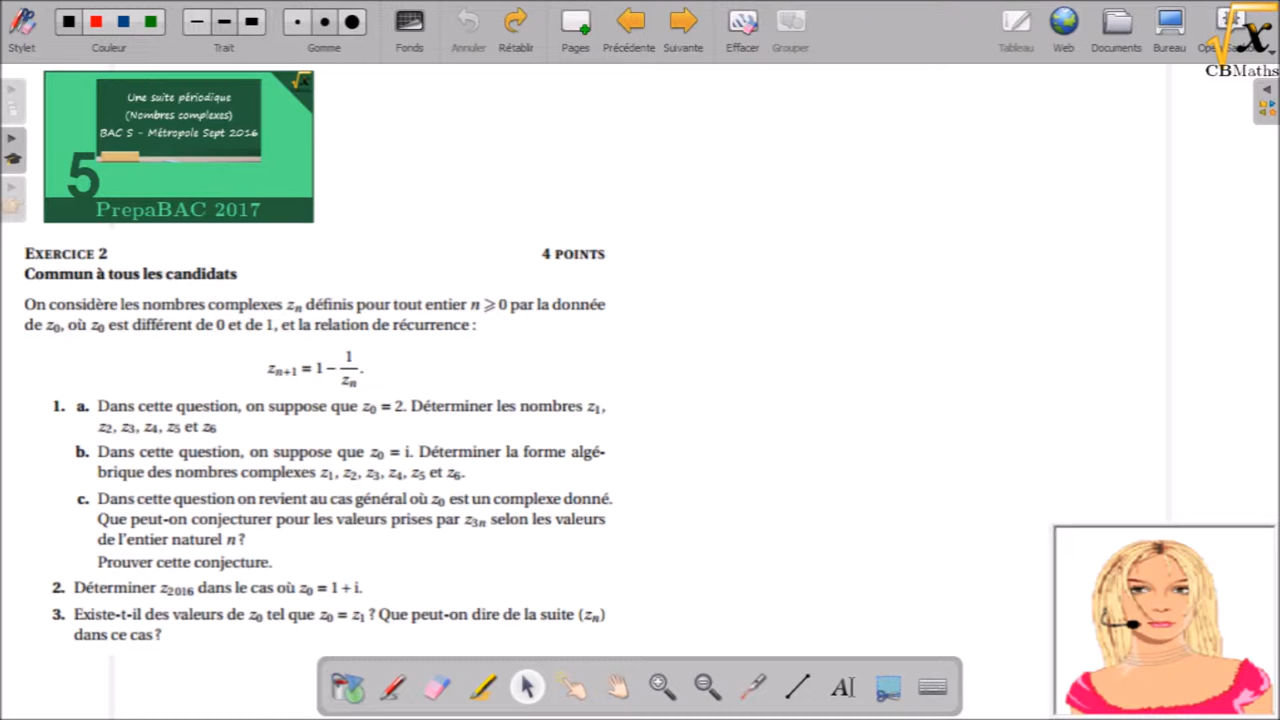 Stylet Couleur Trait Gomme Fonds Annuler Rétablir Pages Précédente Suivante Effacer Grouper Tableau Web Documents Bureau
CBMaths
Une suite périodique
(Nombres complexes)
BAC S - Métropole Sept 2016
5
PrepaBAC 2017
EXERCICE 2 4 POINTS
Commun à tous les candidats
On considère les nombres complexes zₙ définis pour tout entier n ⩾ 0 par la donnée
de z₀, où z₀ est différent de 0 et de 1, et la relation de récurrence :
zₙ₊₁ = 1 − 1/zₙ.
1. a. Dans cette question, on suppose que z₀ = 2. Déterminer les nombres z₁,
z₂, z₃, z₄, z₅ et z₆
b. Dans cette question, on suppose que z₀ = i. Déterminer la forme algé-
brique des nombres complexes z₁, z₂, z₃, z₄, z₅ et z₆.
c. Dans cette question on revient au cas général où z₀ est un complexe donné.
Que peut-on conjecturer pour les valeurs prises par z₃ₙ selon les valeurs
de l'entier naturel n ?
Prouver cette conjecture.
2. Déterminer z₂₀₁₆ dans le cas où z₀ = 1 + i.
3. Existe-t-il des valeurs de z₀ tel que z₀ = z₁ ? Que peut-on dire de la suite (zₙ)
dans ce cas ?